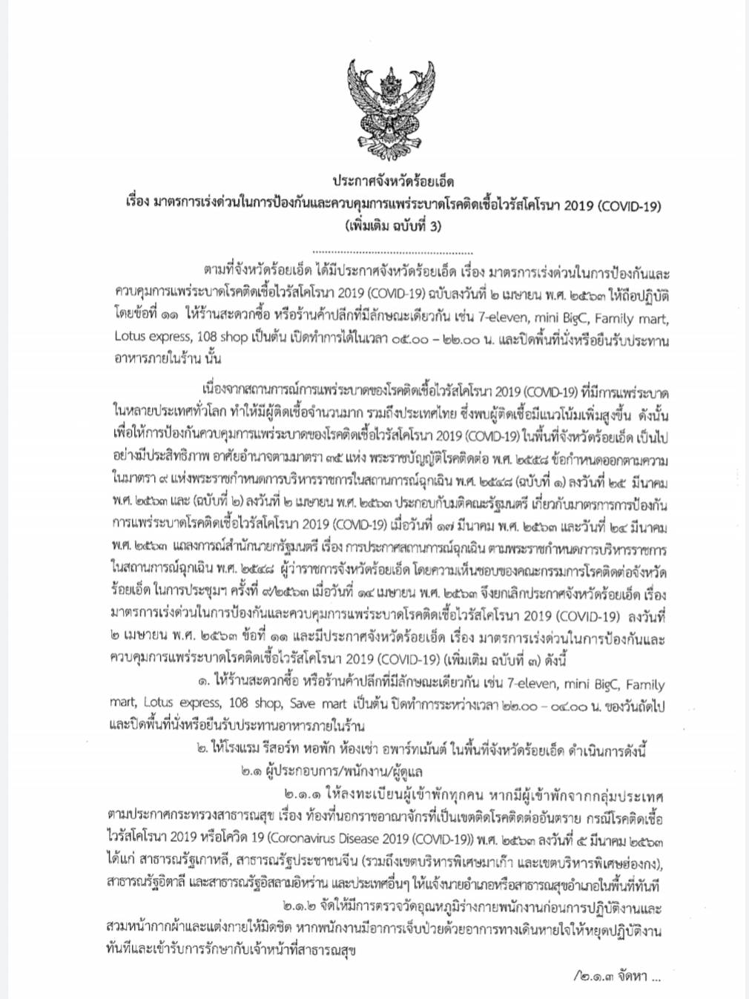 ประกาศจังหวัดร้อยเอ็ด
เรื่อง มาตรการเร่งด่วนในการป้องกันและควบคุมการแพร่ระบาดโรคติดเชื้อไวรัสโคโรนา 2019 (COVID-19)
(เพิ่มเติม ฉบับที่ 3)
ตามที่จังหวัดร้อยเอ็ด ได้มีประกาศจังหวัดร้อยเอ็ด เรื่อง มาตรการเร่งด่วนในการป้องกันและ
ควบคุมการแพร่ระบาดโรคติดเชื้อไวรัสโคโรนา 2019 (COVID-19) ฉบับลงวันที่ ๒ เมษายน พ.ศ. ๒๕๖๓ ให้ถือปฏิบัติ
โดยข้อที่ ๑๑ ให้ร้านสะดวกซื้อ หรือร้านค้าปลีกที่มีลักษณะเดียวกัน เช่น 7-eleven, mini BigC, Family mart,
Lotus express, 108 shop เป็นต้น เปิดทำการได้ในเวลา ๐๕.๐๐ – ๒๒.๐๐ น. และปิดพื้นที่นั่งหรือยืนรับประทาน
อาหารภายในร้าน นั้น
เนื่องจากสถานการณ์การแพร่ระบาดของโรคติดเชื้อไวรัสโคโรนา 2019 (COVID-19) ที่มีการแพร่ระบาด
ในหลายประเทศทั่วโลก ทำให้มีผู้ติดเชื้อจำนวนมาก รวมถึงประเทศไทย ซึ่งพบผู้ติดเชื้อมีแนวโน้มเพิ่มสูงขึ้น ดังนั้น
เพื่อให้การป้องกันควบคุมการแพร่ระบาดของโรคติดเชื้อไวรัสโคโรนา 2019 (COVID-19) ในพื้นที่จังหวัดร้อยเอ็ด เป็นไป
อย่างมีประสิทธิภาพ อาศัยอำนาจตามมาตรา ๓๕ แห่ง พระราชบัญญัติโรคติดต่อ พ.ศ. ๒๕๕๘ ข้อกำหนดออกตามความ
ในมาตรา ๙ แห่งพระราชกำหนดการบริหารราชการในสถานการณ์ฉุกเฉิน พ.ศ. ๒๕๔๘ (ฉบับที่ ๑) ลงวันที่ ๒๕ มีนาคม
พ.ศ. ๒๕๖๓ และ (ฉบับที่ ๒) ลงวันที่ ๒ เมษายน พ.ศ. ๒๕๖๓ ประกอบกับมติคณะรัฐมนตรี เกี่ยวกับมาตรการการป้องกัน
การแพร่ระบาดโรคติดเชื้อไวรัสโคโรนา 2019 (COVID-19) เมื่อวันที่ ๑๗ มีนาคม พ.ศ. ๒๕๖๓ และวันที่ ๒๔ มีนาคม
พ.ศ. ๒๕๖๓ แถลงการณ์สำนักนายกรัฐมนตรี เรื่อง การประกาศสถานการณ์ฉุกเฉิน ตามพระราชกำหนดการบริหารราชการ
ในสถานการณ์ฉุกเฉิน พ.ศ. ๒๕๔๘ ผู้ว่าราชการจังหวัดร้อยเอ็ด โดยความเห็นชอบของคณะกรรมการโรคติดต่อจังหวัด
ร้อยเอ็ด ในการประชุมฯ ครั้งที่ ๙/๒๕๖๓ เมื่อวันที่ ๑๔ เมษายน พ.ศ. ๒๕๖๓ จึงยกเลิกประกาศจังหวัดร้อยเอ็ด เรื่อง
มาตรการเร่งด่วนในการป้องกันและควบคุมการแพร่ระบาดโรคติดเชื้อไวรัสโคโรนา 2019 (COVID-19) ลงวันที่
๒ เมษายน พ.ศ. ๒๕๖๓ ข้อที่ ๑๑ และมีประกาศจังหวัดร้อยเอ็ด เรื่อง มาตรการเร่งด่วนในการป้องกันและ
ควบคุมการแพร่ระบาดโรคติดเชื้อไวรัสโคโรนา 2019 (COVID-19) (เพิ่มเติม ฉบับที่ ๓) ดังนี้
๑. ให้ร้านสะดวกซื้อ หรือร้านค้าปลีกที่มีลักษณะเดียวกัน เช่น 7-eleven, mini BigC, Family
mart, Lotus express, 108 shop, Save mart เป็นต้น ปิดทำการระหว่างเวลา ๒๒.๐๐ – ๐๔.๐๐ น. ของวันถัดไป
และปิดพื้นที่นั่งหรือยืนรับประทานอาหารภายในร้าน
๒. ให้โรงแรม รีสอร์ท หอพัก ห้องเช่า อพาร์ทเม้นต์ ในพื้นที่จังหวัดร้อยเอ็ด ดำเนินการดังนี้
๒.๑ ผู้ประกอบการ/พนักงาน/ผู้ดูแล
๒.๑.๑ ให้ลงทะเบียนผู้เข้าพักทุกคน หากมีผู้เข้าพักจากกลุ่มประเทศ
ตามประกาศกระทรวงสาธารณสุข เรื่อง ท้องที่นอกราชอาณาจักรที่เป็นเขตติดโรคติดต่ออันตราย กรณีโรคติดเชื้อ
ไวรัสโคโรนา 2019 หรือโควิด 19 (Coronavirus Disease 2019 (COVID-19)) พ.ศ. ๒๕๖๓ ลงวันที่ ๕ มีนาคม ๒๕๖๓
ได้แก่ สาธารณรัฐเกาหลี, สาธารณรัฐประชาชนจีน (รวมถึงเขตบริหารพิเศษมาเก๊า และเขตบริหารพิเศษฮ่องกง),
สาธารณรัฐอิตาลี และสาธารณรัฐอิสลามอิหร่าน และประเทศอื่นๆ ให้แจ้งนายอำเภอหรือสาธารณสุขอำเภอในพื้นที่ทันที
๒.๑.๒ จัดให้มีการตรวจวัดอุณหภูมิร่างกายพนักงานก่อนการปฏิบัติงานและ
สวมหน้ากากผ้าและแต่งกายให้มิดชิด หากพนักงานมีอาการเจ็บป่วยด้วยอาการทางเดินหายใจให้หยุดปฏิบัติงาน
ทันทีและเข้ารับการรักษากับเจ้าหน้าที่สาธารณสุข
/๒.๑.๓ จัดหา ...